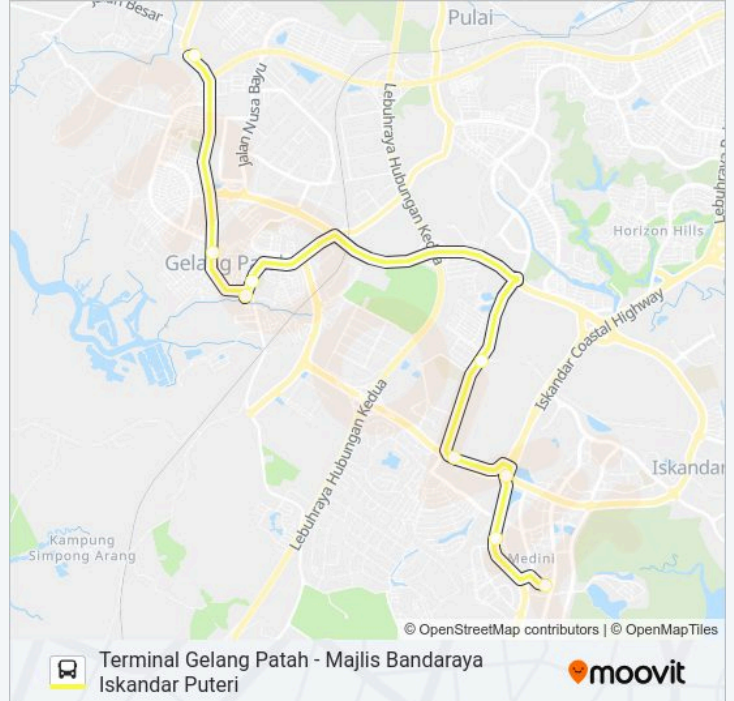 Jalan Besar
Pulai
Jalan Nusa Bayu
Lebuhraya Hubungan Kedua
Horizon Hills
Gelang Patah
Iskandar Coastal Highway
Lebuhraya Hubungan Kedua
Iskandar
Kampung
Simpong Arang
Medini
© OpenStreetMap contributors | © OpenMapTiles
Terminal Gelang Patah - Majlis Bandaraya
Iskandar Puteri
moovit